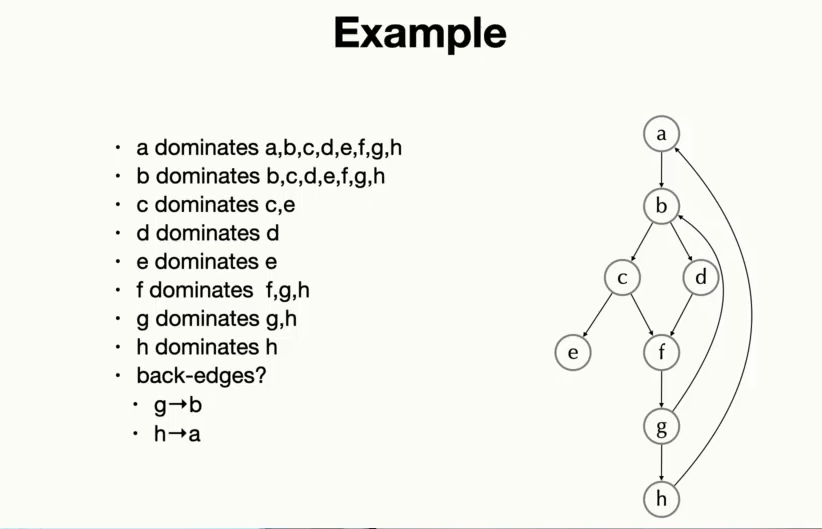 Example
• a dominates a,b,c,d,e,f,g,h
• b dominates b,c,d,e,f,g,h
• c dominates c,e
• d dominates d
• e dominates e
• f dominates  f,g,h
• g dominates g,h
• h dominates h
• back-edges?
• g→b
• h→a
a
b
c d
e f
g
h